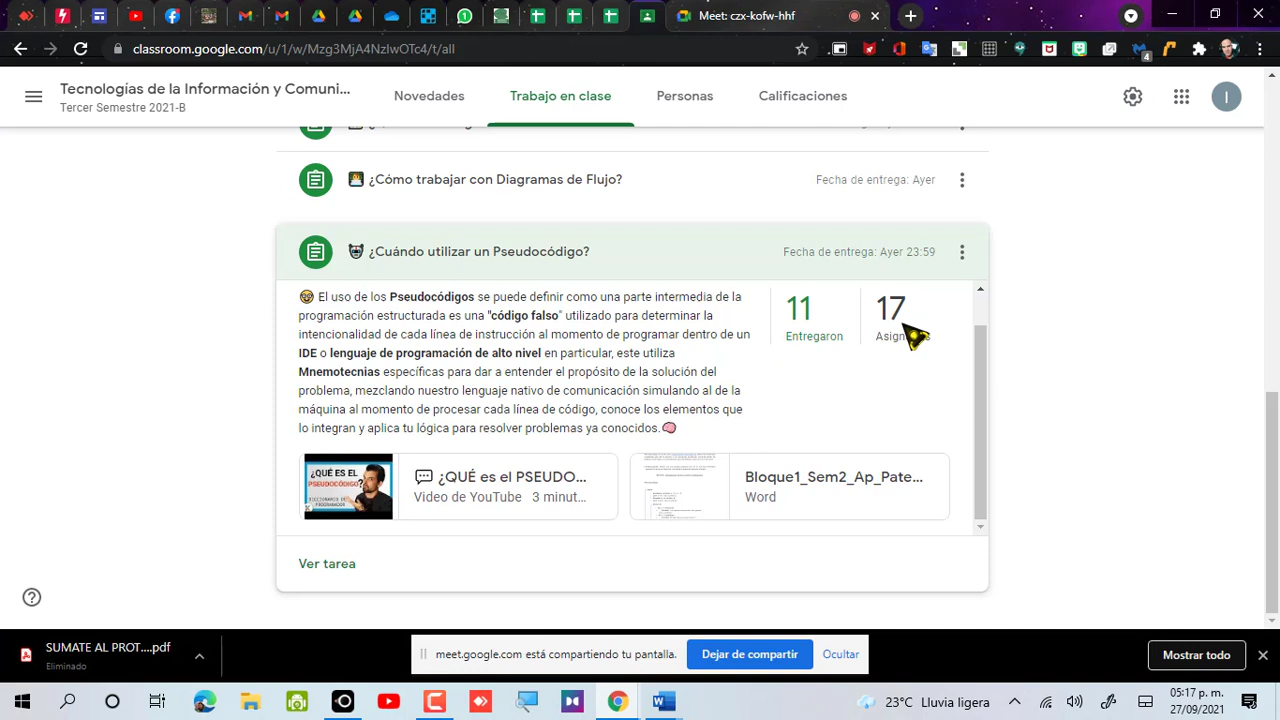 Meet: czx-kofw-hhf
classroom.google.com/u/1/w/Mzg3MjA4NzIwOTc4/t/all
4
Tecnologías de la Información y Comuni...
Tercer Semestre 2021-B
Novedades
Trabajo en clase
Personas
Calificaciones
I
¿Cómo trabajar con Diagramas de Flujo?
Fecha de entrega: Ayer
¿Cuándo utilizar un Pseudocódigo?
Fecha de entrega: Ayer 23:59
El uso de los Pseudocódigos se puede definir como una parte intermedia de la
programación estructurada es una "código falso" utilizado para determinar la
intencionalidad de cada línea de instrucción al momento de programar dentro de un
IDE o lenguaje de programación de alto nivel en particular, este utiliza
Mnemotecnias específicas para dar a entender el propósito de la solución del
problema, mezclando nuestro lenguaje nativo de comunicación simulando al de la
máquina al momento de procesar cada línea de código, conoce los elementos que
lo integran y aplica tu lógica para resolver problemas ya conocidos.
11
Entregaron
17
¿QUÉ ES EL
PSEUDOCÓDIGO?
DICCIONARIO DE
PROGRAMADOR
¿QUÉ es el PSEUDO...
Video de YouTube 3 minut...
Bloque1_Sem2_Ap_Pate...
Word
Ver tarea
SUMATE AL PROT....pdf
Eliminado
meet.google.com está compartiendo tu pantalla.
Dejar de compartir
Ocultar
Mostrar todo
23°C Lluvia ligera
05:17 p. m.
27/09/2021